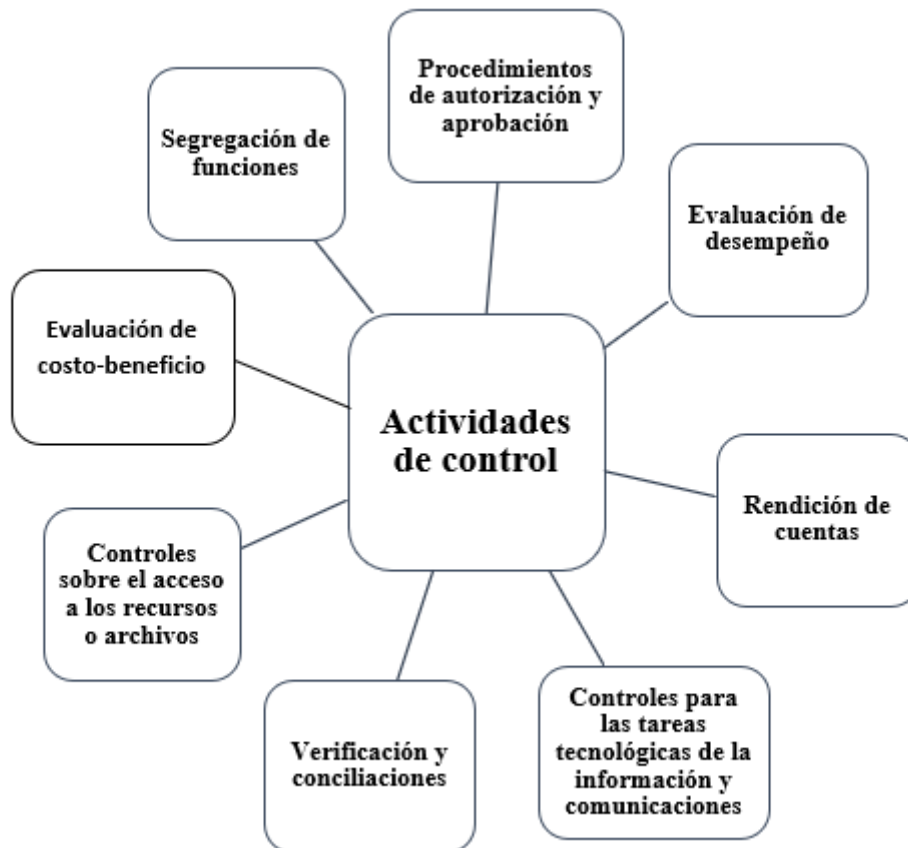 Procedimientos
de autorización y
aprobación
Segregación de
funciones
Evaluación de
desempeño
Evaluación de
costo-beneficio
Actividades
de control
Rendición de
cuentas
Controles
sobre el acceso
a los recursos
o archivos
Verificación y
conciliaciones
Controles para
las tareas
tecnológicas de la
información y
comunicaciones